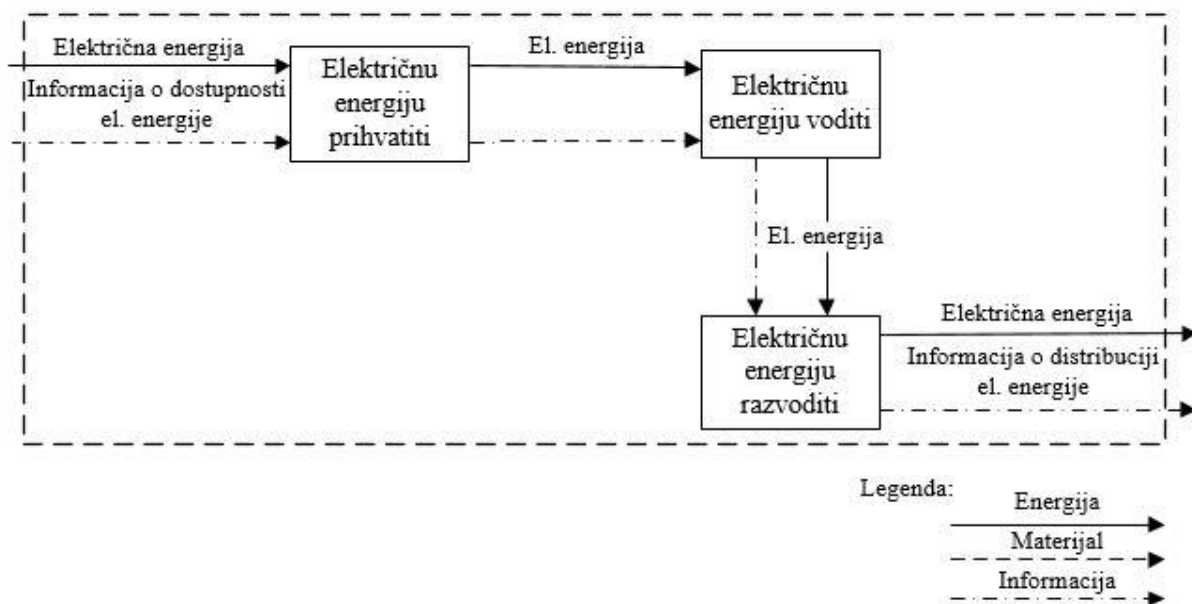 Električna energija
Informacija o dostupnosti
el. energije
Električnu
energiju
prihvatiti
El. energija
Električnu
energiju voditi
El. energija
Električnu
energiju
razvoditi
Električna energija
Informacija o distribuciji
el. energije
Legenda:
Energija
Materijal
Informacija